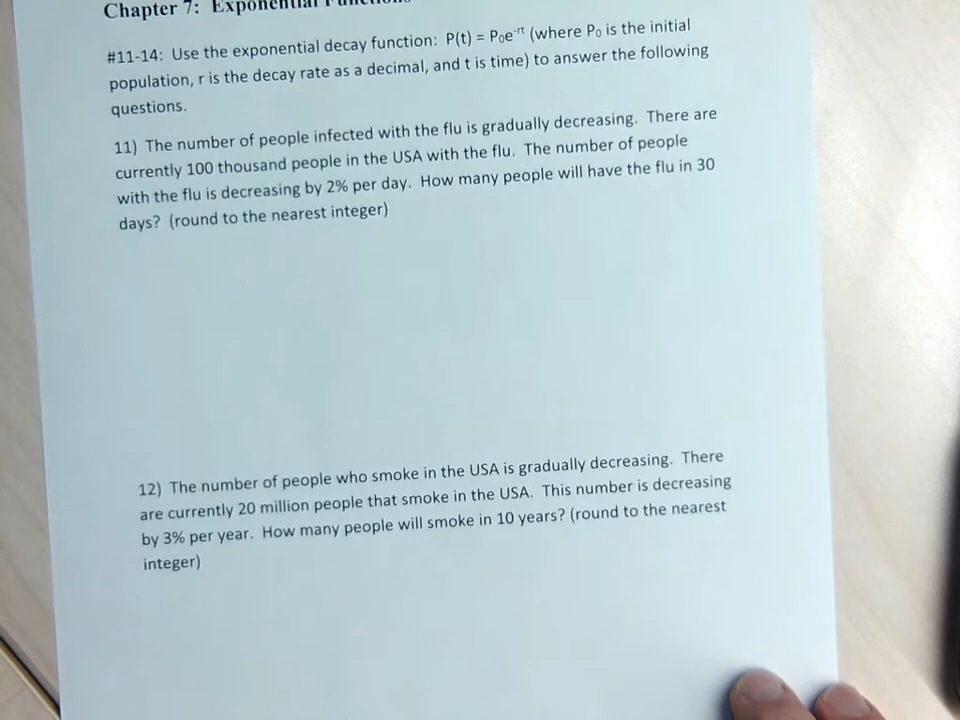 Chapter 7: Exponential Functions
#11-14: Use the exponential decay function: P(t) = P₀e⁻ʳᵗ (where P₀ is the initial
population, r is the decay rate as a decimal, and t is time) to answer the following
questions.
11) The number of people infected with the flu is gradually decreasing. There are
currently 100 thousand people in the USA with the flu. The number of people
with the flu is decreasing by 2% per day. How many people will have the flu in 30
days? (round to the nearest integer)
12) The number of people who smoke in the USA is gradually decreasing. There
are currently 20 million people that smoke in the USA. This number is decreasing
by 3% per year. How many people will smoke in 10 years? (round to the nearest
integer)